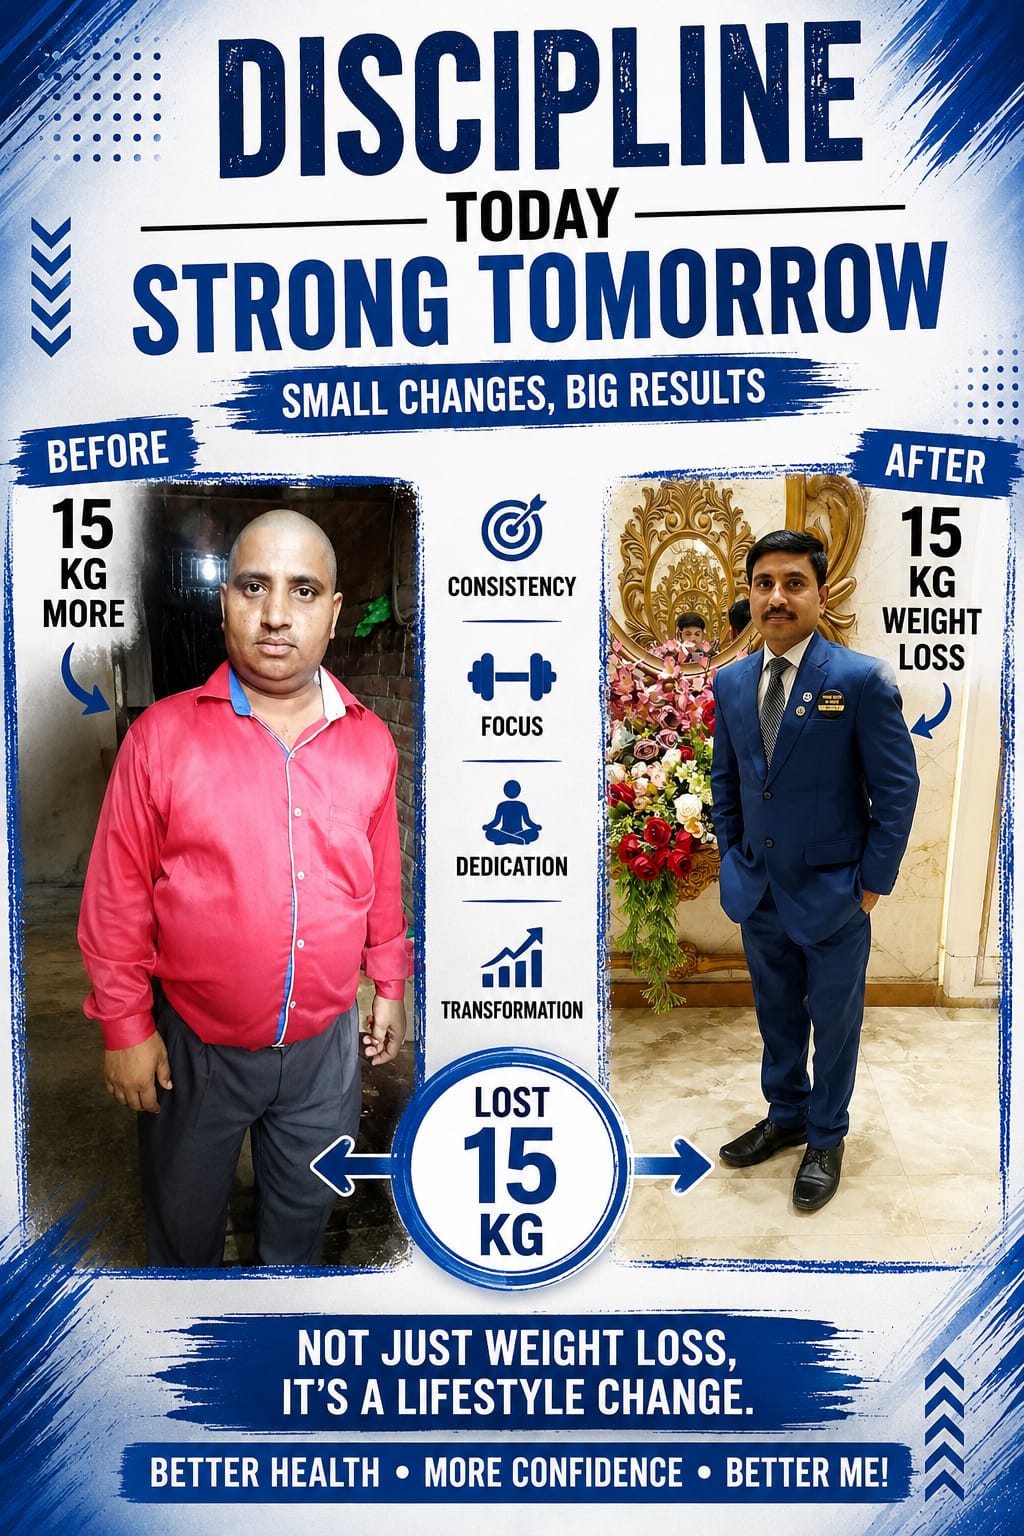 DISCIPLINE
TODAY
STRONG TOMORROW
SMALL CHANGES, BIG RESULTS
BEFORE
15
KG
MORE
AFTER
15
KG
WEIGHT
LOSS
CONSISTENCY
FOCUS
DEDICATION
TRANSFORMATION
LOST
15
KG
NOT JUST WEIGHT LOSS,
IT'S A LIFESTYLE CHANGE.
BETTER HEALTH • MORE CONFIDENCE • BETTER ME!